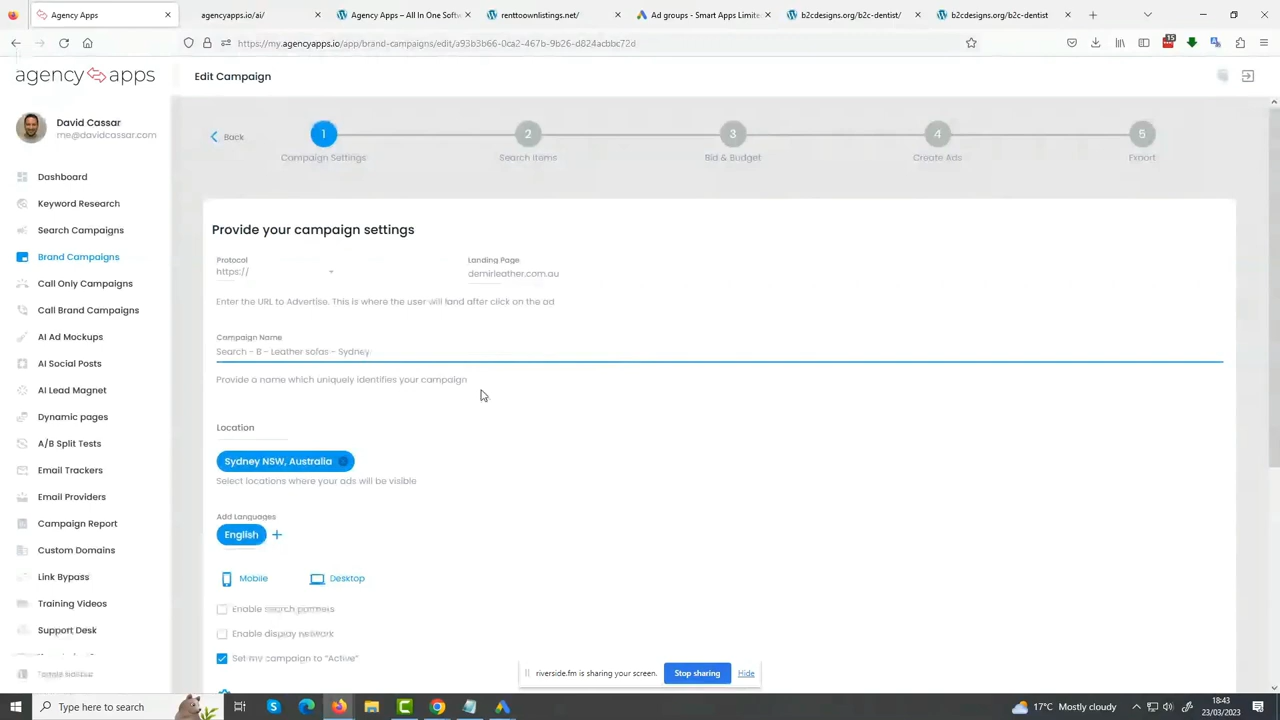 Agency Apps
agencyapps.io/ai/
Agency Apps – All In One Softw
renttoownlistings.net/
Ad groups - Smart Apps Limite
b2cdesigns.org/b2c-dentist
b2cdesigns.org/b2c-dentist
https://my.agencyapps.io/app/brand-campaigns/edit/a93b3b66-0ca2-467b-9b26-d824acbbc72d
15
agency apps
Edit Campaign
David Cassar
me@davidcassar.com
Back
1
2
3
4
5
Campaign Settings
Search Items
Bid & Budget
Create Ads
Export
Dashboard
Keyword Research
Search Campaigns
Brand Campaigns
Call Only Campaigns
Call Brand Campaigns
AI Ad Mockups
AI Social Posts
AI Lead Magnet
Dynamic pages
A/B Split Tests
Email Trackers
Email Providers
Campaign Report
Custom Domains
Link Bypass
Training Videos
Support Desk
Provide your campaign settings
Protocol
https://
Landing Page
demirleather.com.au
Enter the URL to Advertise. This is where the user will land after click on the ad
Campaign Name
Search - B - Leather sofas - Sydney
Provide a name which uniquely identifies your campaign
Location
Sydney NSW, Australia
Select locations where your ads will be visible
Add Languages
English
Mobile
Desktop
Enable search partners
Enable display network
Set my campaign to "Active"
riverside.fm is sharing your screen.
Stop sharing
Hide
Type here to search
17°C Mostly cloudy
18:43
23/03/2023